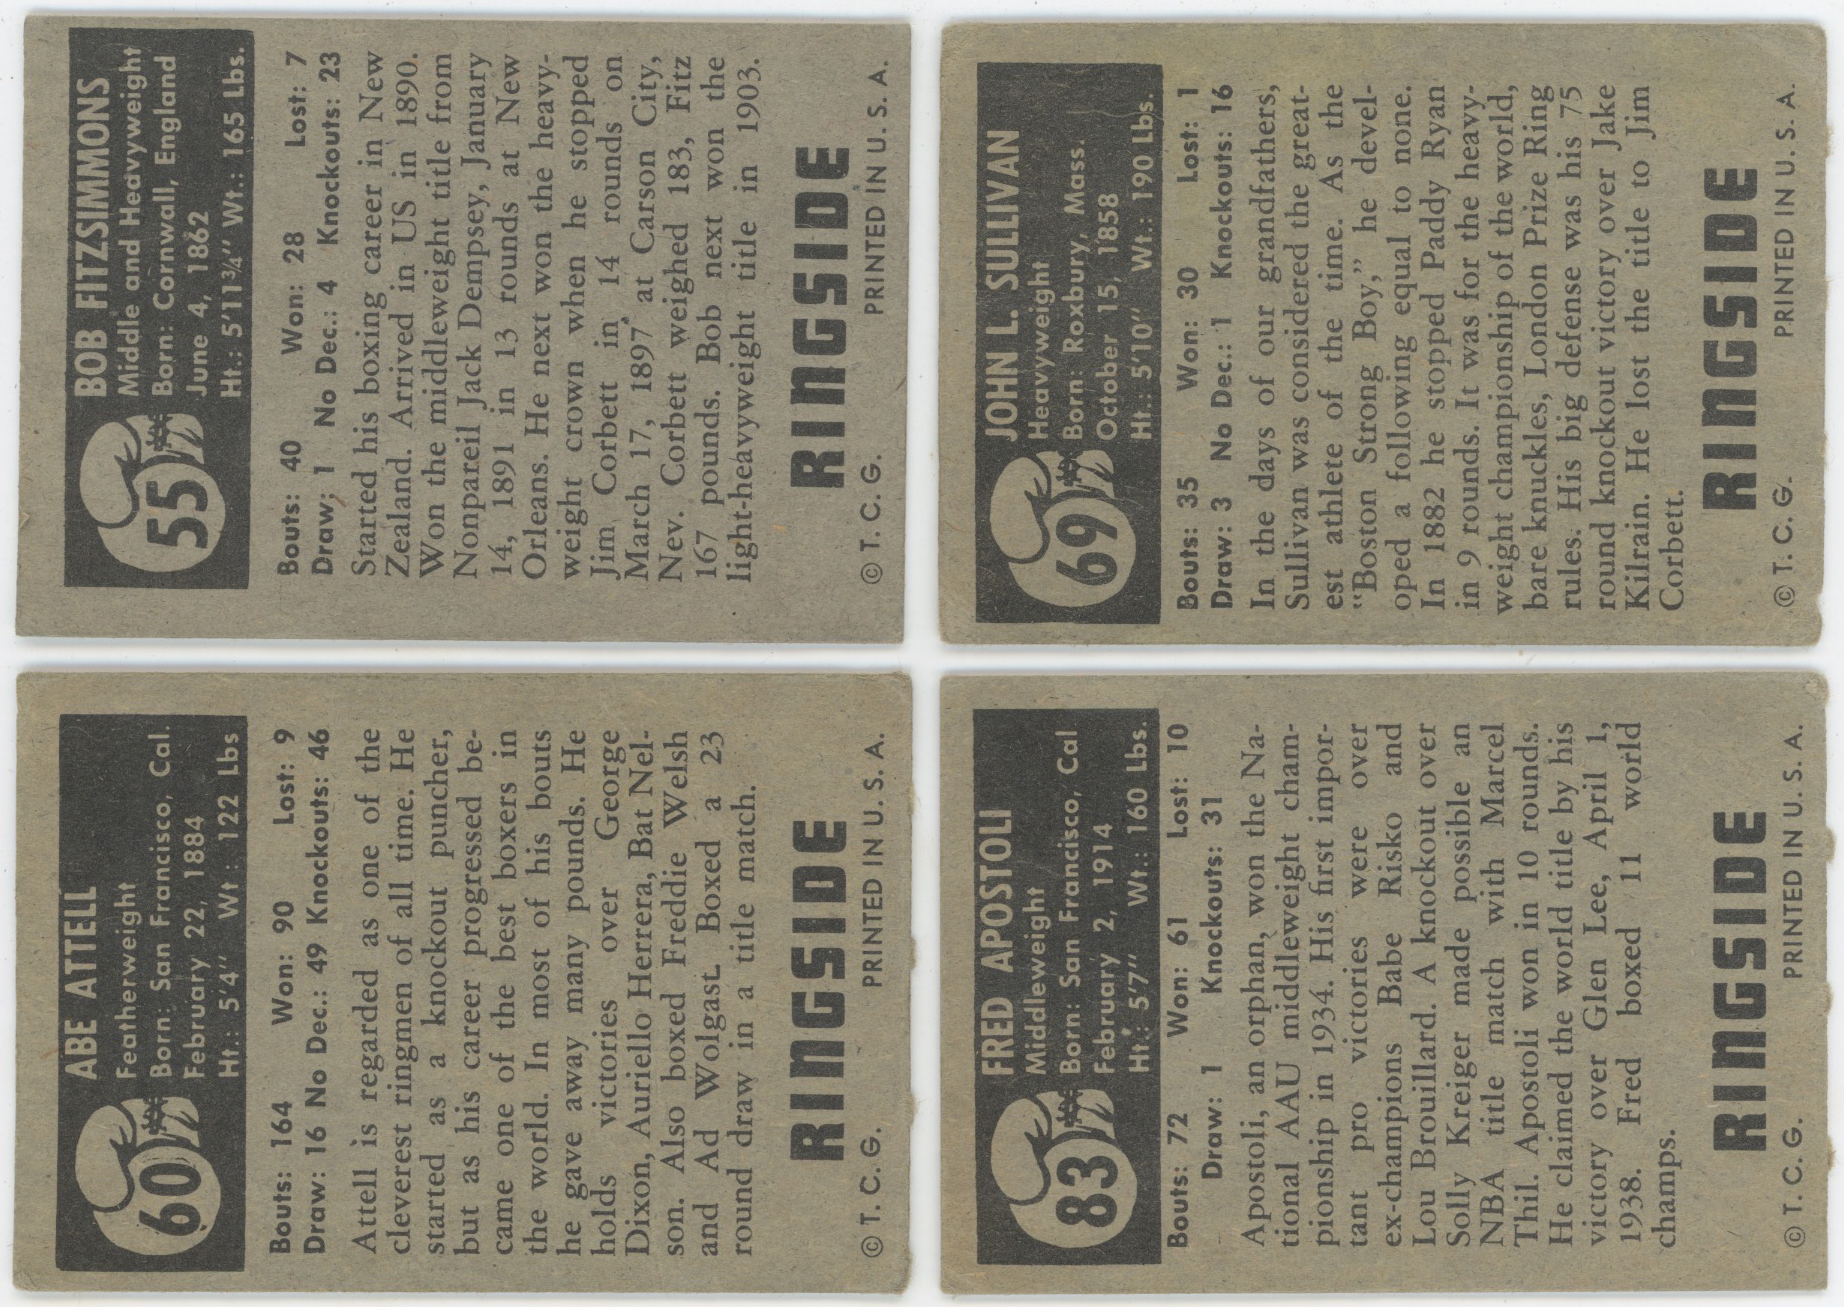 55
BOB FITZSIMMONS
Middle and Heavyweight
Born: Cornwall, England
June 4, 1862
Ht.: 5'11¾" Wt.: 165 Lbs.
Bouts: 40 Won: 28 Lost: 7
Draw: 1 No Dec.: 4 Knockouts: 23
Started his boxing career in New
Zealand. Arrived in US in 1890.
Won the middleweight title from
Nonpareil Jack Dempsey, January
14, 1891 in 13 rounds at New
Orleans. He next won the heavy-
weight crown when he stopped
Jim Corbett in 14 rounds on
March 17, 1897 at Carson City,
Nev. Corbett weighed 183, Fitz
167 pounds. Bob next won the
light-heavyweight title in 1903.
RINGSIDE
© T. C. G. PRINTED IN U. S. A.
69
JOHN L. SULLIVAN
Heavyweight
Born: Roxbury, Mass.
October 15, 1858
Ht.: 5'10" Wt.: 190 Lbs.
Bouts: 35 Won: 30 Lost: 1
Draw: 3 No Dec.: 1 Knockouts: 16
In the days of our grandfathers,
Sullivan was considered the great-
est athlete of the time. As the
"Boston Strong Boy," he devel-
oped a following equal to none.
In 1882 he stopped Paddy Ryan
in 9 rounds. It was for the heavy-
weight championship of the world,
bare knuckles, London Prize Ring
rules. His big defense was his 75
round knockout victory over Jake
Kilrain. He lost the title to Jim
Corbett.
RINGSIDE
© T. C. G. PRINTED IN U. S. A.
60
ABE ATTELL
Featherweight
Born: San Francisco, Cal.
February 22, 1884
Ht.: 5'4" Wt: 122 Lbs
Bouts: 164 Won: 90 Lost: 9
Draw: 16 No Dec.: 49 Knockouts: 46
Attell is regarded as one of the
cleverest ringmen of all time. He
started as a knockout puncher,
but as his career progressed be-
came one of the best boxers in
the world. In most of his bouts
he gave away many pounds. He
holds victories over George
Dixon, Auriello Herrera, Bat Nel-
son. Also boxed Freddie Welsh
and Ad Wolgast. Boxed a 23
round draw in a title match.
RINGSIDE
© T. C. G. PRINTED IN U. S. A.
83
FRED APOSTOLI
Middleweight
Born: San Francisco, Cal
February 2, 1914
Ht.: 5'7" Wt.: 160 Lbs.
Bouts: 72 Won: 61 Lost: 10
Draw: 1 Knockouts: 31
Apostoli, an orphan, won the Na-
tional AAU middleweight cham-
pionship in 1934. His first impor-
tant pro victories were over
ex-champions Babe Risko and
Lou Brouillard. A knockout over
Solly Kreiger made possible an
NBA title match with Marcel
Thil. Apostoli won in 10 rounds.
He claimed the world title by his
victory over Glen Lee, April 1,
1938. Fred boxed 11 world
champs.
RINGSIDE
© T. C. G. PRINTED IN U. S. A.